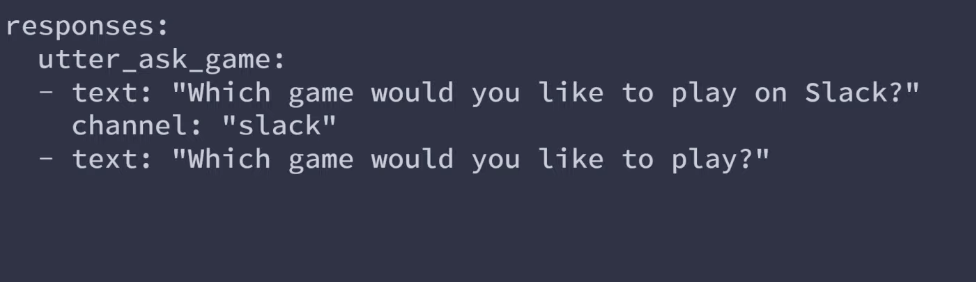 responses:
  utter_ask_game:
  - text: "Which game would you like to play on Slack?"
    channel: "slack"
  - text: "Which game would you like to play?"